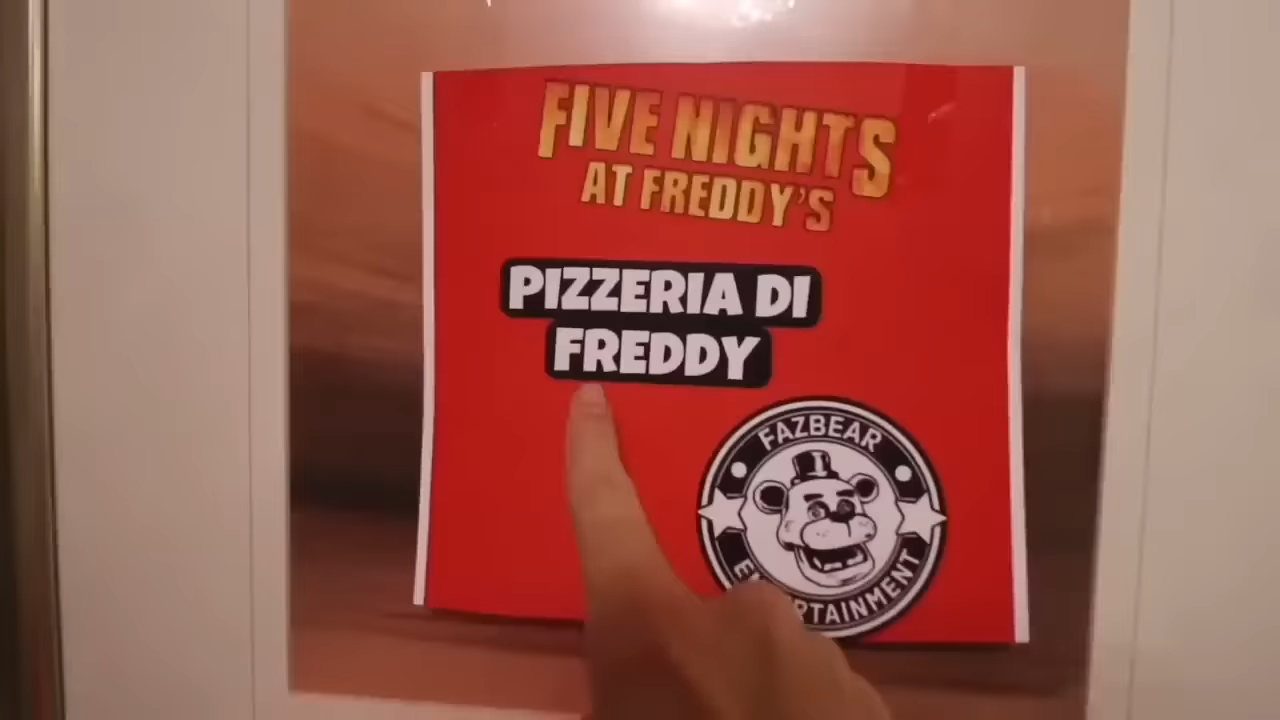 FIVE NIGHTS
AT FREDDY'S
PIZZERIA DI
FREDDY
FAZBEAR